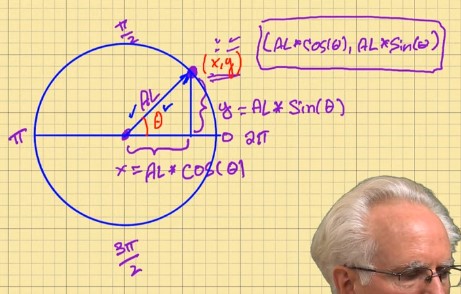 π/2
(x,y)
(AL*Cos(θ), AL*Sin(θ))
AL
θ
y = AL * Sin(θ)
π
0 2π
x = AL * COS(θ)
3π/2